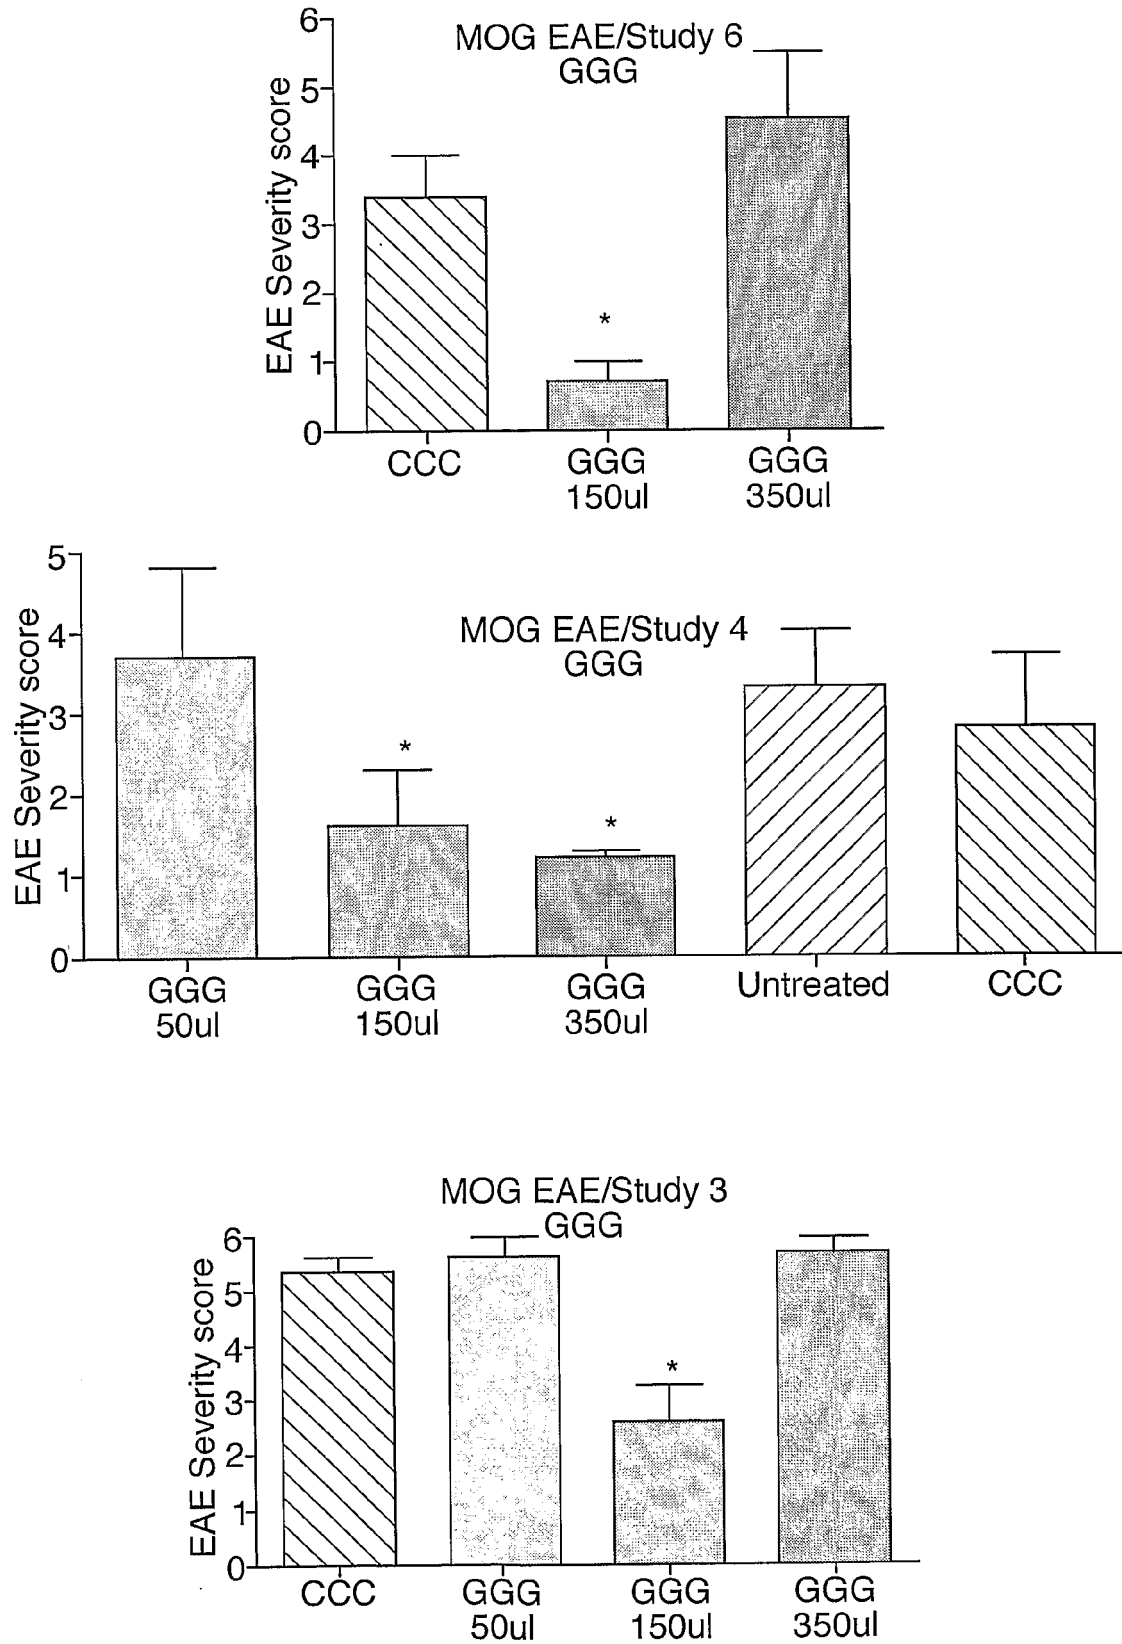 MOG EAE/Study 6
GGG
EAE Severity score
6
5
4
3
2
1
0
*
CCC
GGG
150ul
GGG
350ul
MOG EAE/Study 4
GGG
EAE Severity score
5
4
3
2
1
0
*
*
GGG
50ul
GGG
150ul
GGG
350ul
Untreated
CCC
MOG EAE/Study 3
GGG
EAE Severity score
6
5
4
3
2
1
0
*
CCC
GGG
50ul
GGG
150ul
GGG
350ul